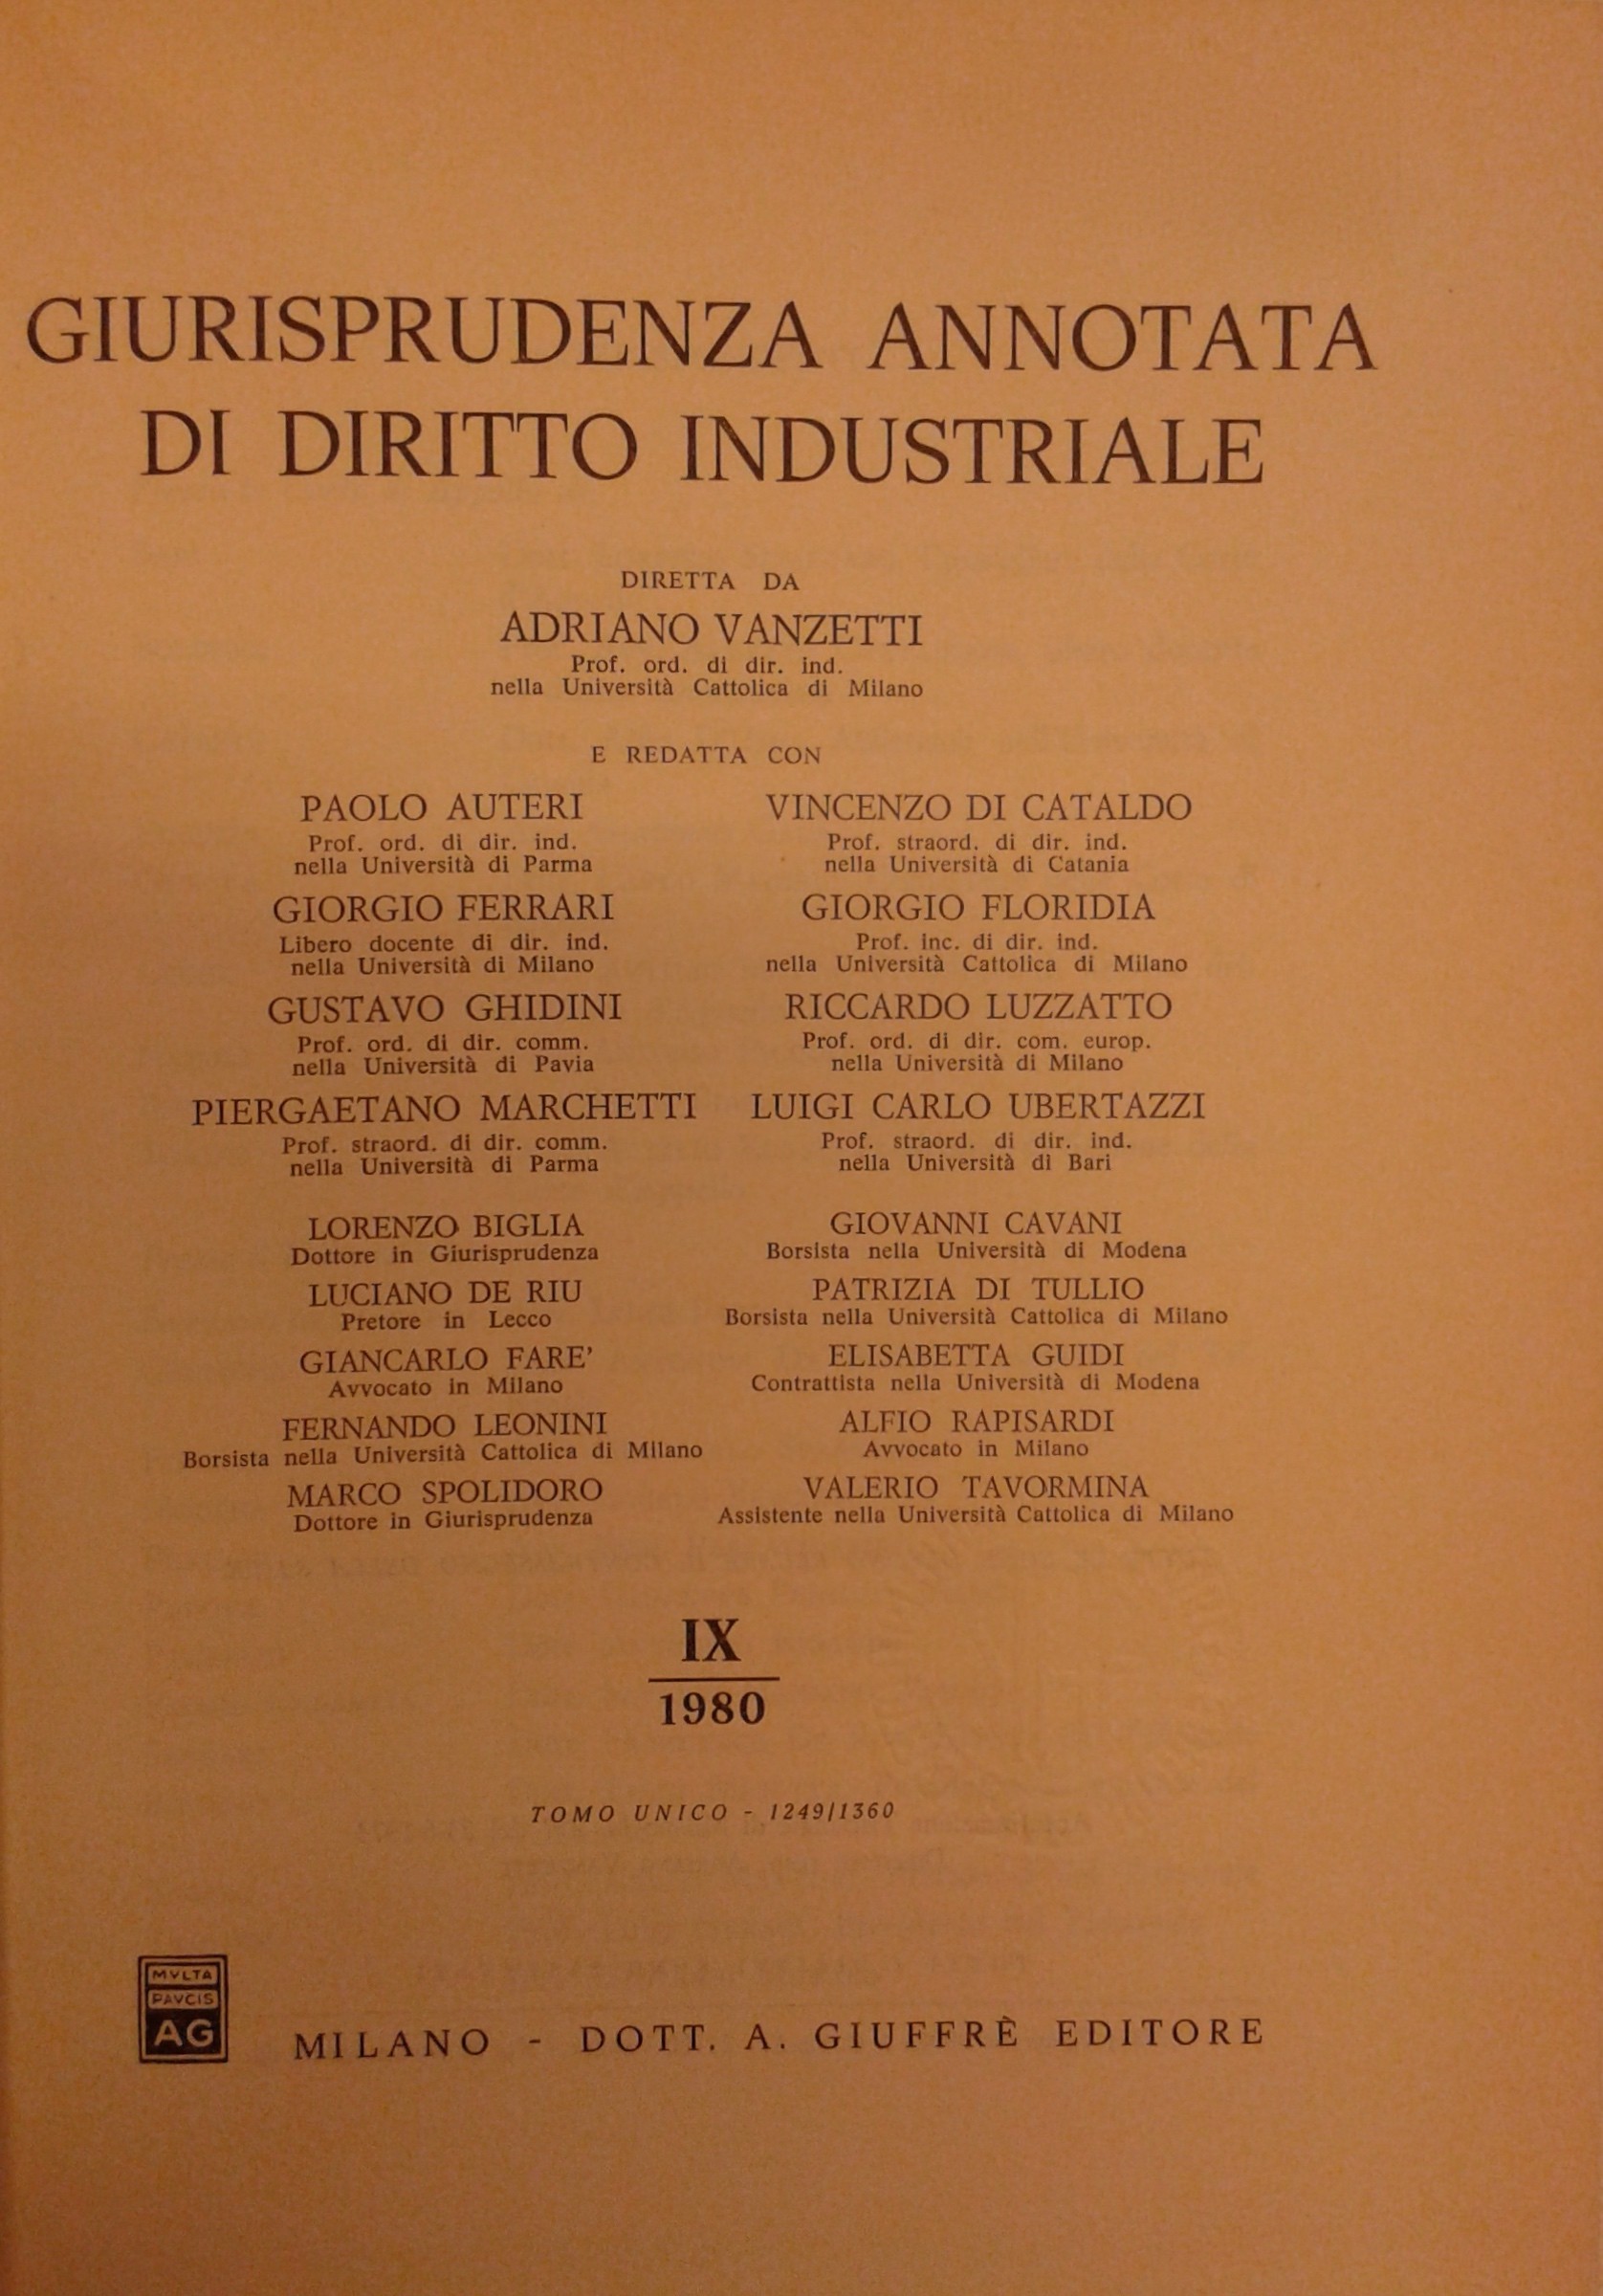 GIURISPRUDENZA ANNOTATA
DI DIRITTO INDUSTRIALE
DIRETTA DA
ADRIANO VANZETTI
Prof. ord. di dir. ind.
nella Università Cattolica di Milano
E REDATTA CON
PAOLO AUTERI
Prof. ord. di dir. ind.
nella Università di Parma
VINCENZO DI CATALDO
Prof. straord. di dir. ind.
nella Università di Catania
GIORGIO FERRARI
Libero docente di dir. ind.
nella Università di Milano
GIORGIO FLORIDIA
Prof. inc. di dir. ind.
nella Università Cattolica di Milano
GUSTAVO GHIDINI
Prof. ord. di dir. comm.
nella Università di Pavia
RICCARDO LUZZATTO
Prof. ord. di dir. com. europ.
nella Università di Milano
PIERGAETANO MARCHETTI
Prof. straord. di dir. comm.
nella Università di Parma
LUIGI CARLO UBERTAZZI
Prof. straord. di dir. ind.
nella Università di Bari
LORENZO BIGLIA
Dottore in Giurisprudenza
GIOVANNI CAVANI
Borsista nella Università di Modena
LUCIANO DE RIU
Pretore in Lecco
PATRIZIA DI TULLIO
Borsista nella Università Cattolica di Milano
GIANCARLO FARE'
Avvocato in Milano
ELISABETTA GUIDI
Contrattista nella Università di Modena
FERNANDO LEONINI
Borsista nella Università Cattolica di Milano
ALFIO RAPISARDI
Avvocato in Milano
MARCO SPOLIDORO
Dottore in Giurisprudenza
VALERIO TAVORMINA
Assistente nella Università Cattolica di Milano
IX
1980
TOMO UNICO - 1249/1360
MVLTA
PAVCIS
AG
MILANO - DOTT. A. GIUFFRÈ EDITORE